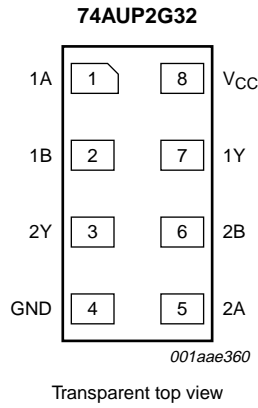 74AUP2G32
1A 1 8 VCC
1B 2 7 1Y
2Y 3 6 2B
GND 4 5 2A
001aae360
Transparent top view